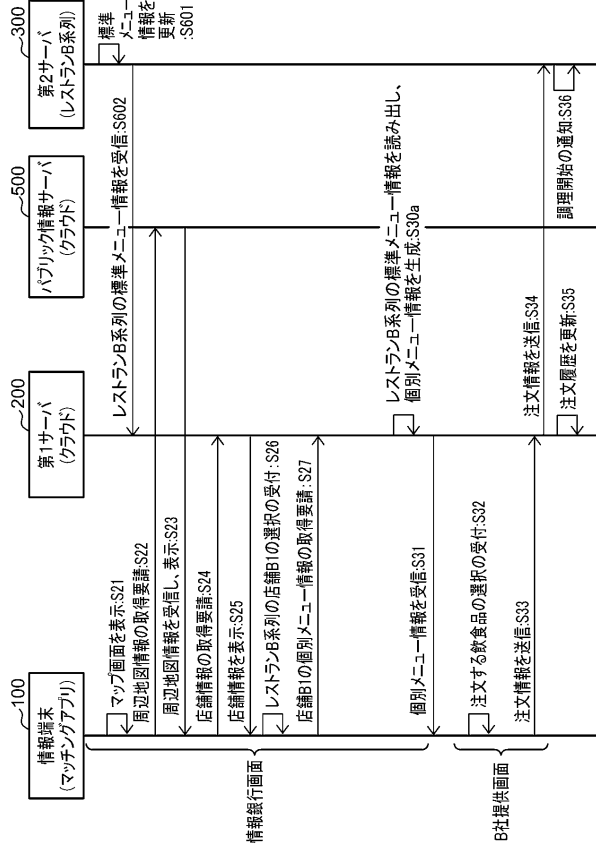 100
情報端末
(マッチングアプリ)
200
第1サーバ
(クラウド)
500
パブリック情報サーバ
(クラウド)
300
第2サーバ
(レストランB系列)
標準
メニュー
情報を
更新
:S601
レストランB系列の標準メニュー情報を受信:S602
マップ画面を表示:S21
周辺地図情報の取得要請:S22
周辺地図情報を受信し、表示:S23
店舗情報の取得要請:S24
店舗情報を表示:S25
レストランB系列の店舗B1の選択の受付:S26
店舗B1の個別メニュー情報の取得要請:S27
レストランB系列の標準メニュー情報を読み出し、
個別メニュー情報を生成:S30a
個別メニュー情報を受信:S31
注文する飲食品の選択の受付:S32
注文情報を送信:S33
注文情報を送信:S34
注文履歴を更新:S35
調理開始の通知:S36
情報銀行画面
B社提供画面